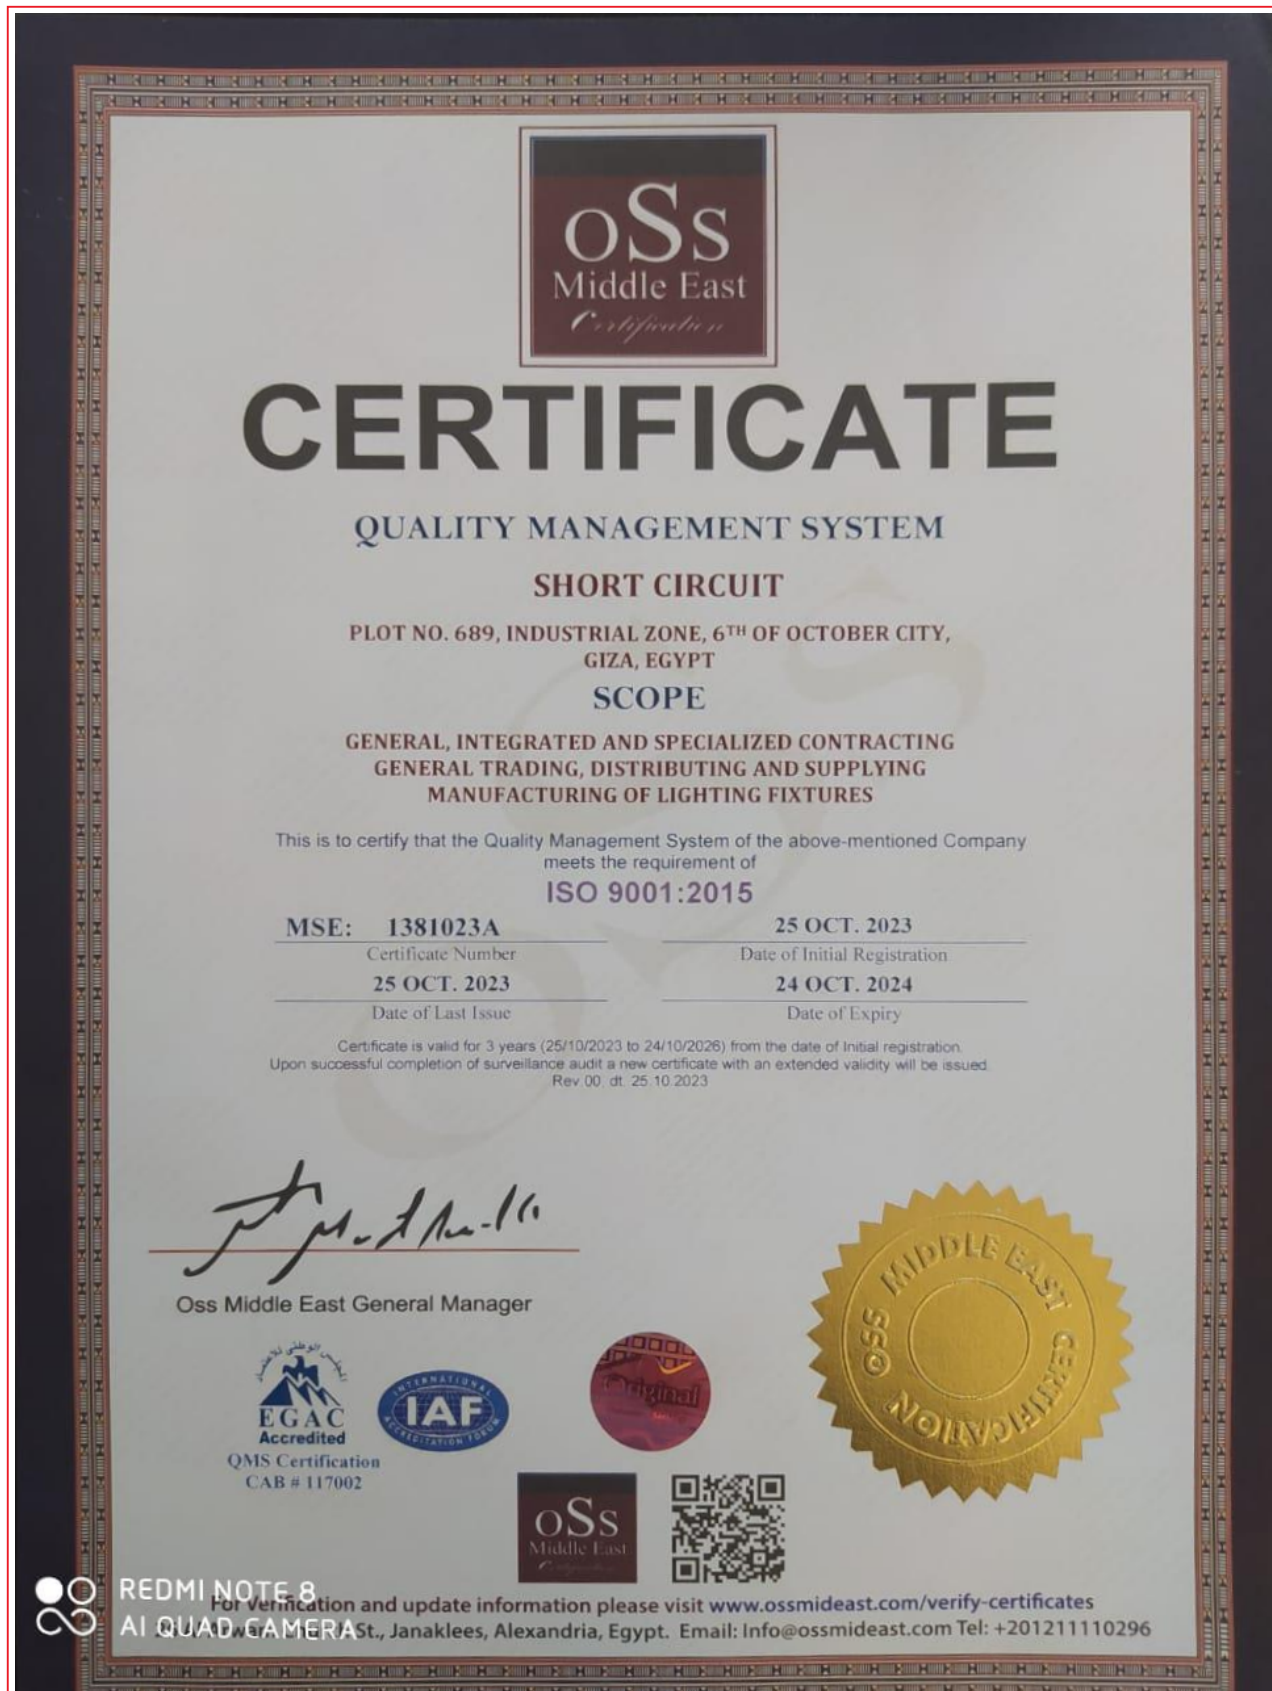 oSs
Middle East
Certification
CERTIFICATE
QUALITY MANAGEMENT SYSTEM
SHORT CIRCUIT
PLOT NO. 689, INDUSTRIAL ZONE, 6TH OF OCTOBER CITY,
GIZA, EGYPT
SCOPE
GENERAL, INTEGRATED AND SPECIALIZED CONTRACTING
GENERAL TRADING, DISTRIBUTING AND SUPPLYING
MANUFACTURING OF LIGHTING FIXTURES
This is to certify that the Quality Management System of the above-mentioned Company
meets the requirement of
ISO 9001:2015
MSE: 1381023A
Certificate Number
25 OCT. 2023
Date of Initial Registration
25 OCT. 2023
Date of Last Issue
24 OCT. 2024
Date of Expiry
Certificate is valid for 3 years (25/10/2023 to 24/10/2026) from the date of Initial registration.
Upon successful completion of surveillance audit a new certificate with an extended validity will be issued.
Rev 00, dt. 25.10.2023
Oss Middle East General Manager
المجلس الوطني للاعتماد
EGAC
Accredited
QMS Certification
CAB # 117002
INTERNATIONAL
IAF
ACCREDITATION FORUM
Original
OSS MIDDLE EAST CERTIFICATION
oSs
Middle East
Certification
REDMI NOTE 8
AI QUAD CAMERA
For Verification and update information please visit www.ossmideast.com/verify-certificates
St., Janaklees, Alexandria, Egypt. Email: Info@ossmideast.com Tel: +201211110296